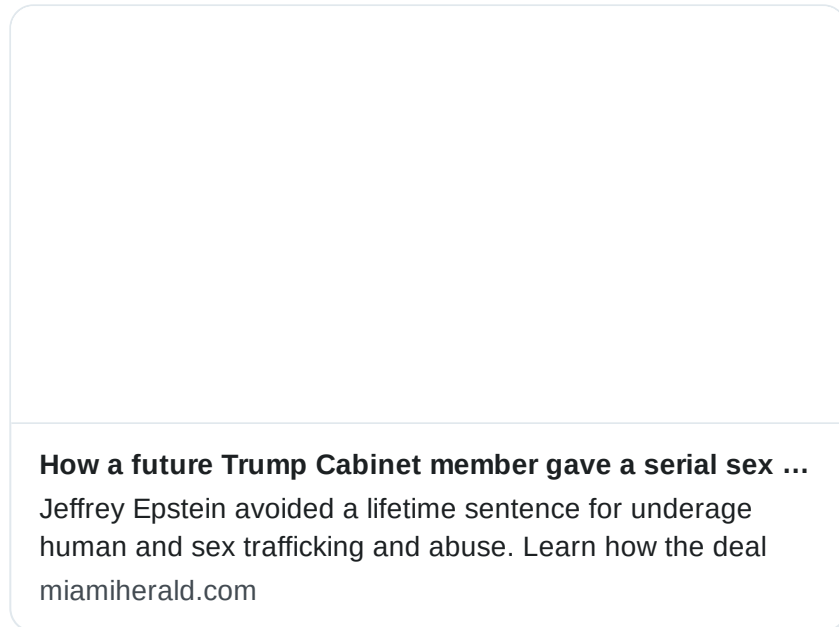 How a future Trump Cabinet member gave a serial sex …
Jeffrey Epstein avoided a lifetime sentence for underage
human and sex trafficking and abuse. Learn how the deal
miamiherald.com